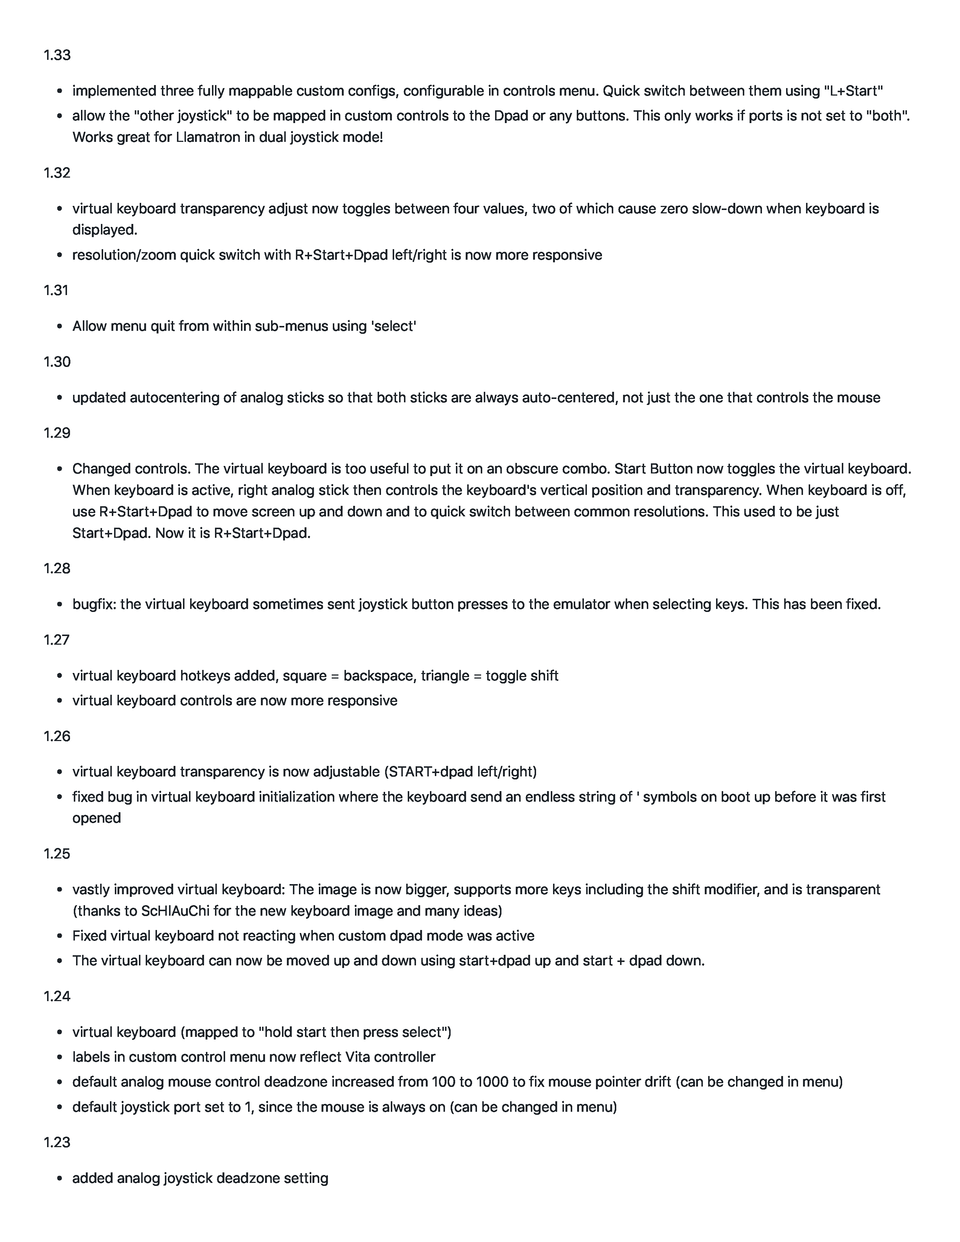 1.33
• implemented three fully mappable custom configs, configurable in controls menu. Quick switch between them using "L+Start"
• allow the "other joystick" to be mapped in custom controls to the Dpad or any buttons. This only works if ports is not set to "both".
Works great for Llamatron in dual joystick mode!
1.32
• virtual keyboard transparency adjust now toggles between four values, two of which cause zero slow-down when keyboard is
displayed.
• resolution/zoom quick switch with R+Start+Dpad left/right is now more responsive
1.31
• Allow menu quit from within sub-menus using 'select'
1.30
• updated autocentering of analog sticks so that both sticks are always auto-centered, not just the one that controls the mouse
1.29
• Changed controls. The virtual keyboard is too useful to put it on an obscure combo. Start Button now toggles the virtual keyboard.
When keyboard is active, right analog stick then controls the keyboard's vertical position and transparency. When keyboard is off,
use R+Start+Dpad to move screen up and down and to quick switch between common resolutions. This used to be just
Start+Dpad. Now it is R+Start+Dpad.
1.28
• bugfix: the virtual keyboard sometimes sent joystick button presses to the emulator when selecting keys. This has been fixed.
1.27
• virtual keyboard hotkeys added, square = backspace, triangle = toggle shift
• virtual keyboard controls are now more responsive
1.26
• virtual keyboard transparency is now adjustable (START+dpad left/right)
• fixed bug in virtual keyboard initialization where the keyboard send an endless string of ' symbols on boot up before it was first
opened
1.25
• vastly improved virtual keyboard: The image is now bigger, supports more keys including the shift modifier, and is transparent
(thanks to ScHlAuChi for the new keyboard image and many ideas)
• Fixed virtual keyboard not reacting when custom dpad mode was active
• The virtual keyboard can now be moved up and down using start+dpad up and start + dpad down.
1.24
• virtual keyboard (mapped to "hold start then press select")
• labels in custom control menu now reflect Vita controller
• default analog mouse control deadzone increased from 100 to 1000 to fix mouse pointer drift (can be changed in menu)
• default joystick port set to 1, since the mouse is always on (can be changed in menu)
1.23
• added analog joystick deadzone setting